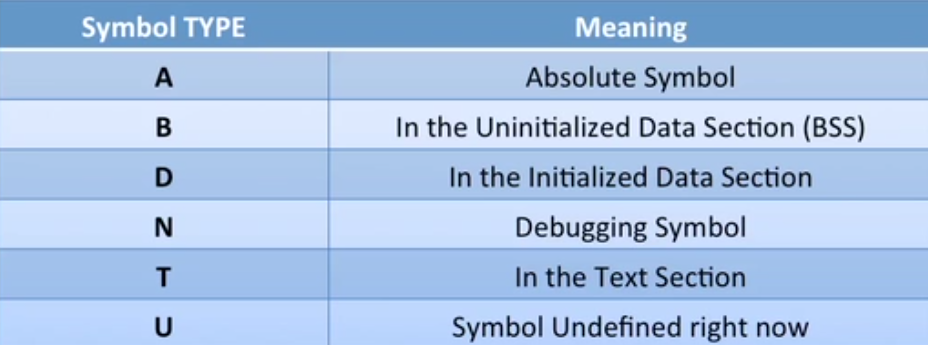 Symbol TYPE Meaning
A Absolute Symbol
B In the Uninitialized Data Section (BSS)
D In the Initialized Data Section
N Debugging Symbol
T In the Text Section
U Symbol Undefined right now